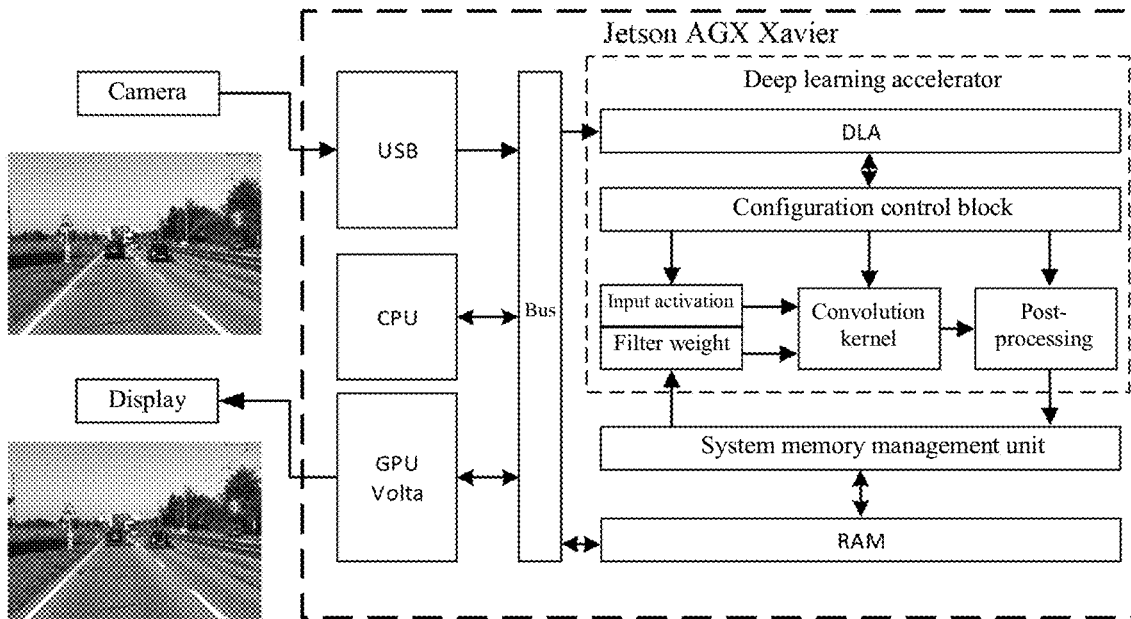 Jetson AGX Xavier
Camera
USB
CPU
GPU
Volta
Display
Bus
Deep learning accelerator
DLA
Configuration control block
Input activation
Filter weight
Convolution
kernel
Post-
processing
System memory management unit
RAM